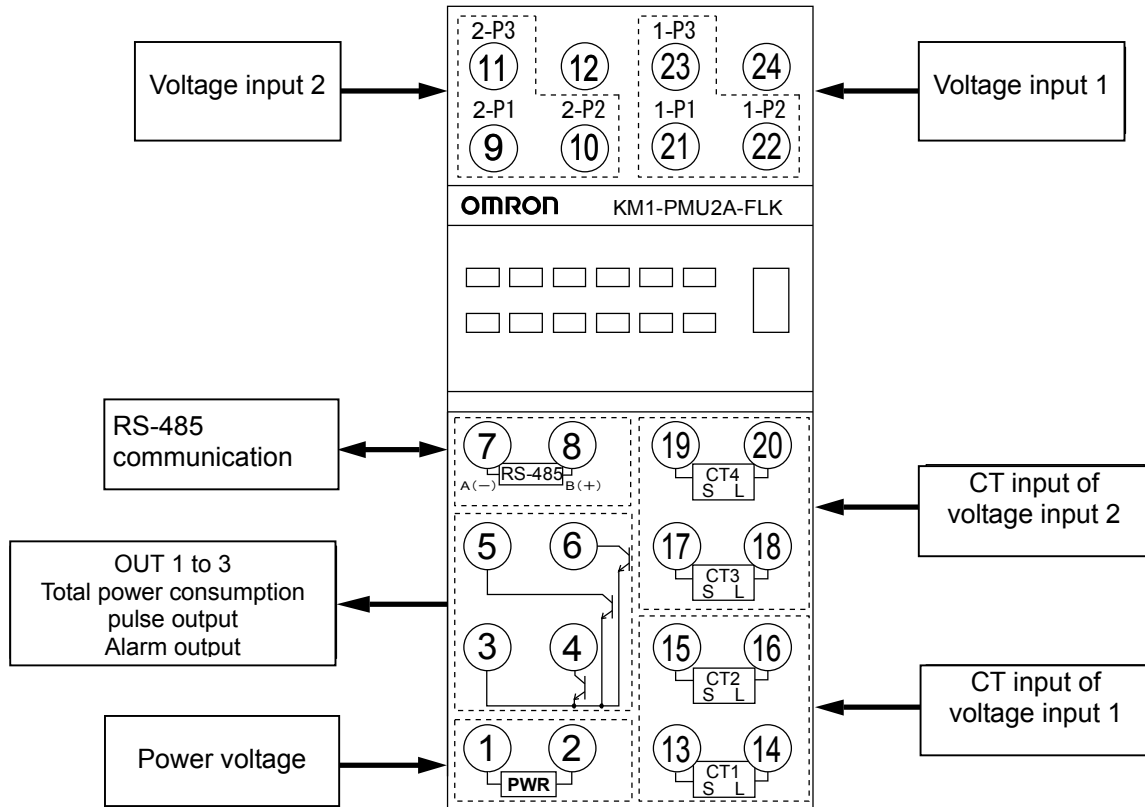 2-P3
1-P3
11
12
23
24
Voltage input 2
Voltage input 1
2-P1
2-P2
1-P1
1-P2
9
10
21
22
OMRON
KM1-PMU2A-FLK
RS-485
communication
7
8
RS-485
A(−)
B(+)
19
20
CT4
S L
CT input of
voltage input 2
17
18
CT3
S L
OUT 1 to 3
Total power consumption
pulse output
Alarm output
5
6
3
4
15
16
CT2
S L
CT input of
voltage input 1
Power voltage
1
2
PWR
13
14
CT1
S L